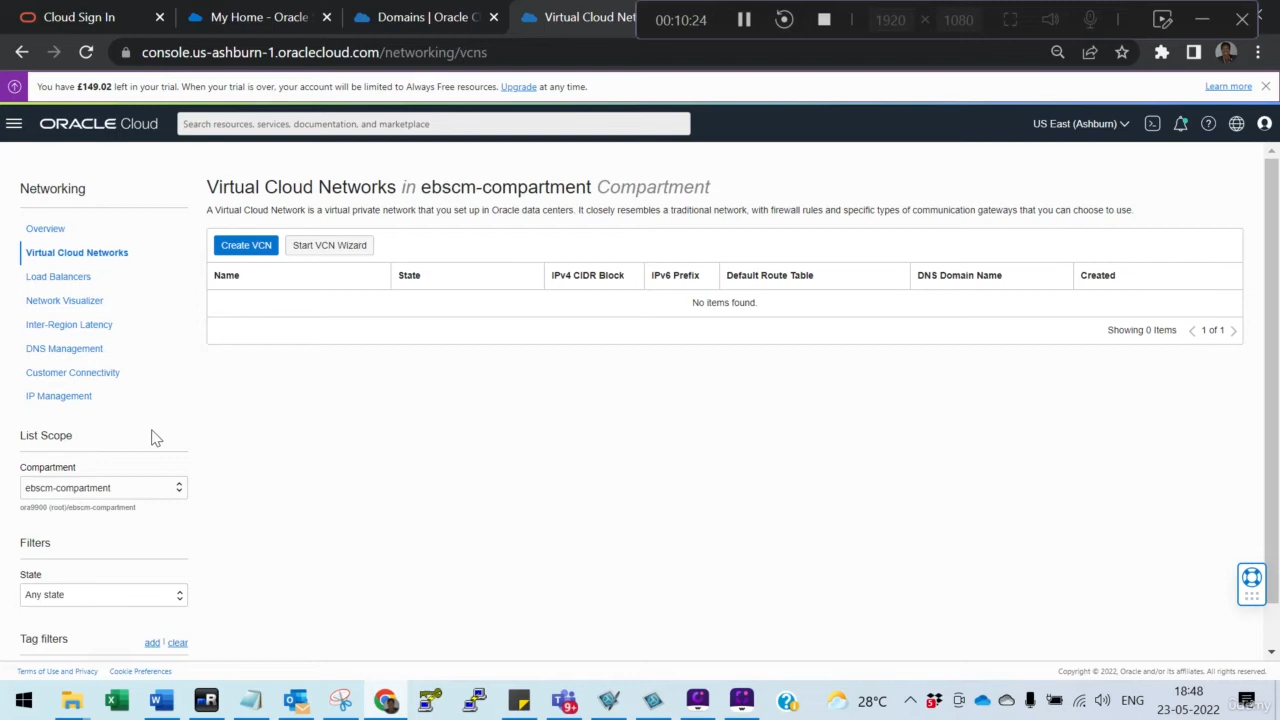 Cloud Sign In
My Home - Oracle
Domains | Oracle C
Virtual Cloud Net
00:10:24
1920 × 1080
console.us-ashburn-1.oraclecloud.com/networking/vcns
You have £149.02 left in your trial. When your trial is over, your account will be limited to Always Free resources. Upgrade at any time.
Learn more
ORACLE Cloud
Search resources, services, documentation, and marketplace
US East (Ashburn)
Networking
Overview
Virtual Cloud Networks
Load Balancers
Network Visualizer
Inter-Region Latency
DNS Management
Customer Connectivity
IP Management
List Scope
Compartment
ebscm-compartment
ora9900 (root)/ebscm-compartment
Filters
State
Any state
Tag filters
add | clear
Virtual Cloud Networks in ebscm-compartment Compartment
A Virtual Cloud Network is a virtual private network that you set up in Oracle data centers. It closely resembles a traditional network, with firewall rules and specific types of communication gateways that you can choose to use.
Create VCN
Start VCN Wizard
Name State IPv4 CIDR Block IPv6 Prefix Default Route Table DNS Domain Name Created
No items found.
Showing 0 Items < 1 of 1 >
Terms of Use and Privacy
Cookie Preferences
Copyright © 2022, Oracle and/or its affiliates. All rights reserved.
28°C
ENG
18:48
23-05-2022
Udemy